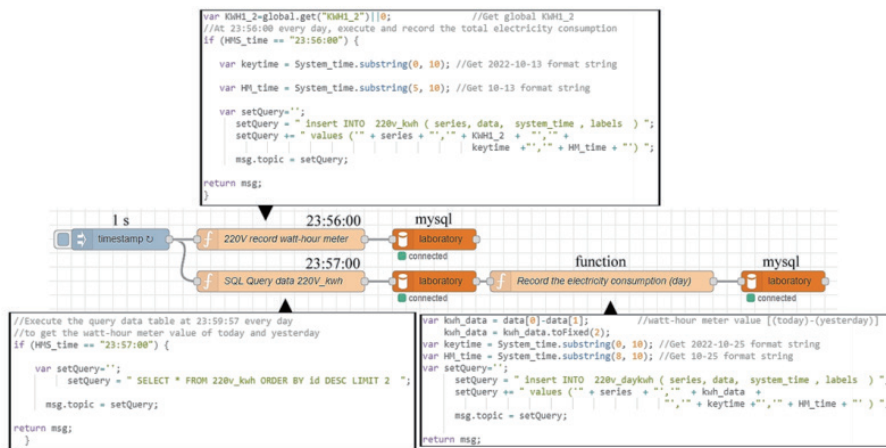 var KWH1_2=global.get("KWH1_2")||0; //Get global KWH1_2
//At 23:56:00 every day, execute and record the total electricity consumption
if (HMS_time == "23:56:00") {
var keytime = System_time.substring(0, 10); //Get 2022-10-13 format string
var HM_time = System_time.substring(5, 10); //Get 10-13 format string
var setQuery='';
setQuery = " insert INTO 220v_kwh ( series, data, system_time , labels ) ";
setQuery += " values ('" + series + "','" + KWH1_2 + "','" +
keytime +"','" + HM_time + "') ";
msg.topic = setQuery;
return msg;
}
1 s
23:56:00
mysql
timestamp ↻
220V record watt-hour meter
laboratory
connected
23:57:00
function
mysql
SQL Query data 220V_kwh
laboratory
Record the electricity consumption (day)
laboratory
connected
connected
//Execute the query data table at 23:59:57 every day
//to get the watt-hour meter value of today and yesterday
if (HMS_time == "23:57:00") {
var setQuery='';
setQuery = " SELECT * FROM 220v_kwh ORDER BY id DESC LIMIT 2 ";
msg.topic = setQuery;
return msg;
}
var kwh_data = data[0]-data[1]; //watt-hour meter value [(today)-(yesterday)]
kwh_data = kwh_data.toFixed(2);
var keytime = System_time.substring(0, 10); //Get 2022-10-25 format string
var HM_time = System_time.substring(8, 10); //Get 10-25 format string
var setQuery='';
setQuery = " insert INTO 220v_daykwh ( series, data, system_time , labels ) ";
setQuery += " values ('" + series + "','" + kwh_data +
"','" + keytime +"','" + HM_time + "' ) ";
msg.topic = setQuery;
return msg;